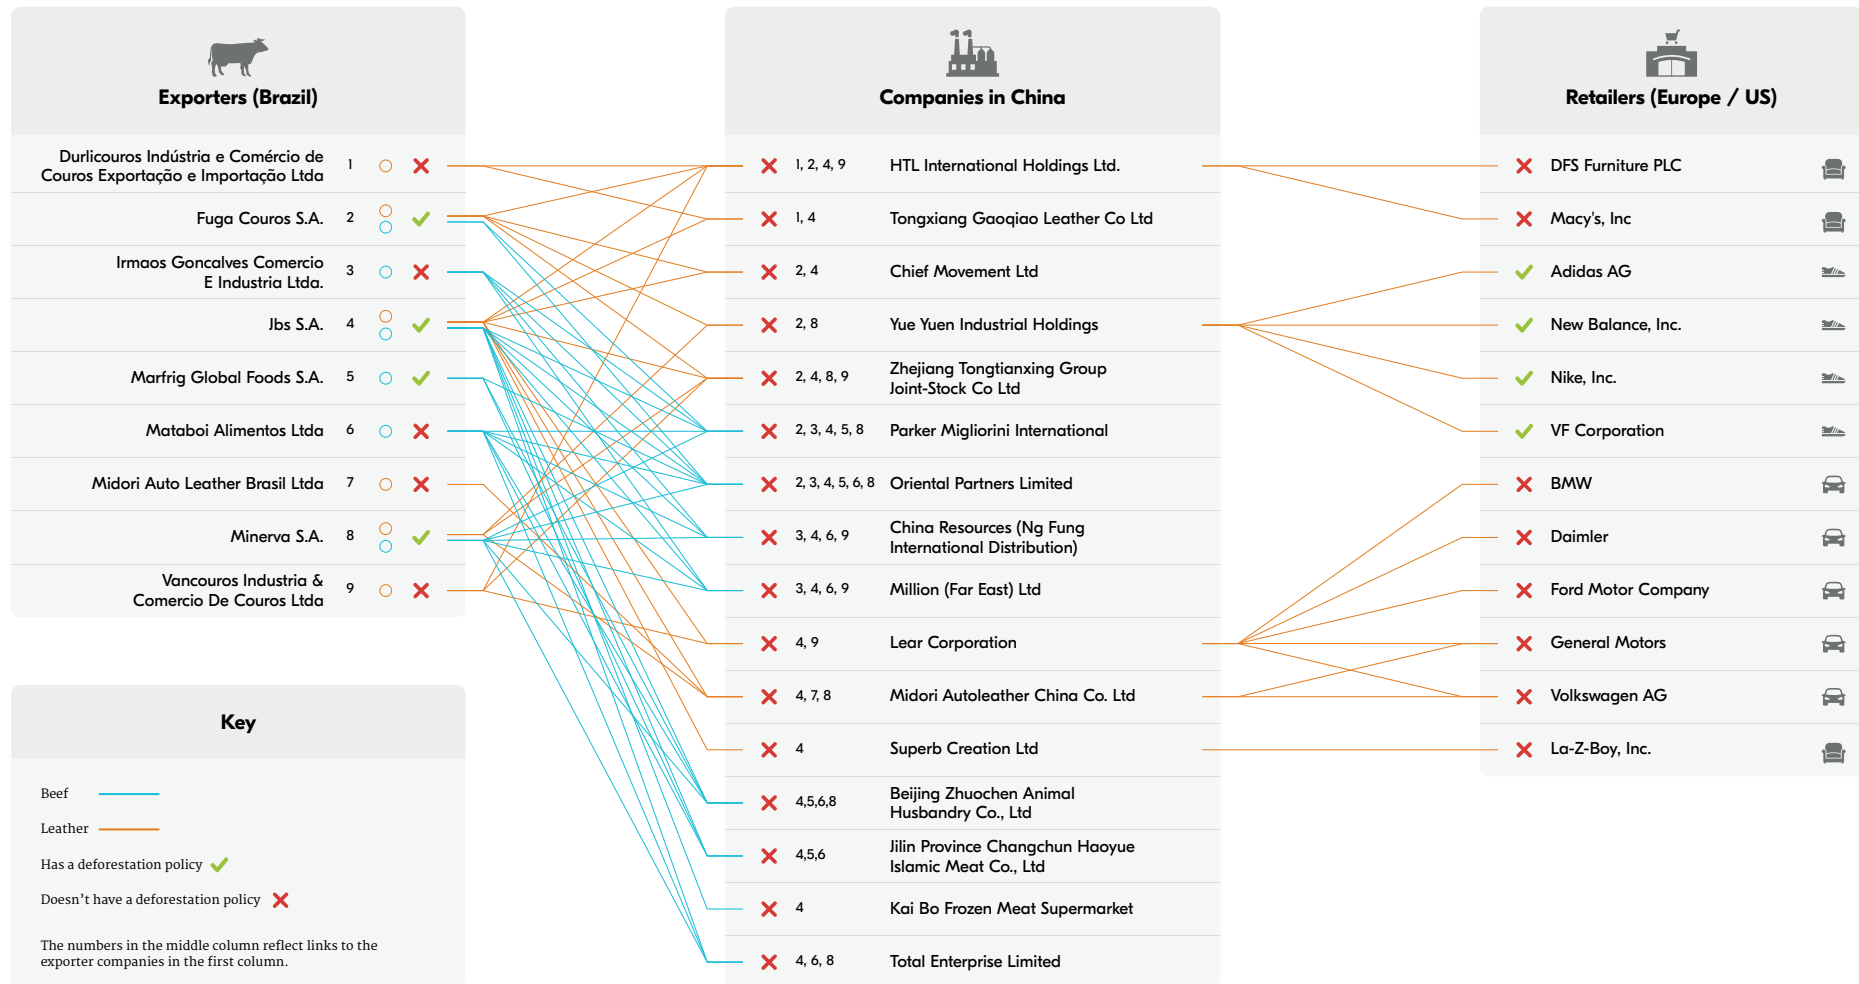 Exporters (Brazil)
Durlicouros Indústria e Comércio de
Couros Exportação e Importação Ltda
1
Fuga Couros S.A.
2
Irmaos Goncalves Comercio
E Industria Ltda.
3
Jbs S.A.
4
Marfrig Global Foods S.A.
5
Mataboi Alimentos Ltda
6
Midori Auto Leather Brasil Ltda
7
Minerva S.A.
8
Vancouros Industria &
Comercio De Couros Ltda
9
Key
Beef
Leather
Has a deforestation policy
Doesn't have a deforestation policy
The numbers in the middle column reflect links to the
exporter companies in the first column.
Companies in China
1, 2, 4, 9 HTL International Holdings Ltd.
1, 4 Tongxiang Gaoqiao Leather Co Ltd
2, 4 Chief Movement Ltd
2, 8 Yue Yuen Industrial Holdings
2, 4, 8, 9 Zhejiang Tongtianxing Group
Joint-Stock Co Ltd
2, 3, 4, 5, 8 Parker Migliorini International
2, 3, 4, 5, 6, 8 Oriental Partners Limited
3, 4, 6, 9 China Resources (Ng Fung
International Distribution)
3, 4, 6, 9 Million (Far East) Ltd
4, 9 Lear Corporation
4, 7, 8 Midori Autoleather China Co. Ltd
4 Superb Creation Ltd
4,5,6,8 Beijing Zhuochen Animal
Husbandry Co., Ltd
4,5,6 Jilin Province Changchun Haoyue
Islamic Meat Co., Ltd
4 Kai Bo Frozen Meat Supermarket
4, 6, 8 Total Enterprise Limited
Retailers (Europe / US)
DFS Furniture PLC
Macy's, Inc
Adidas AG
New Balance, Inc.
Nike, Inc.
VF Corporation
BMW
Daimler
Ford Motor Company
General Motors
Volkswagen AG
La-Z-Boy, Inc.